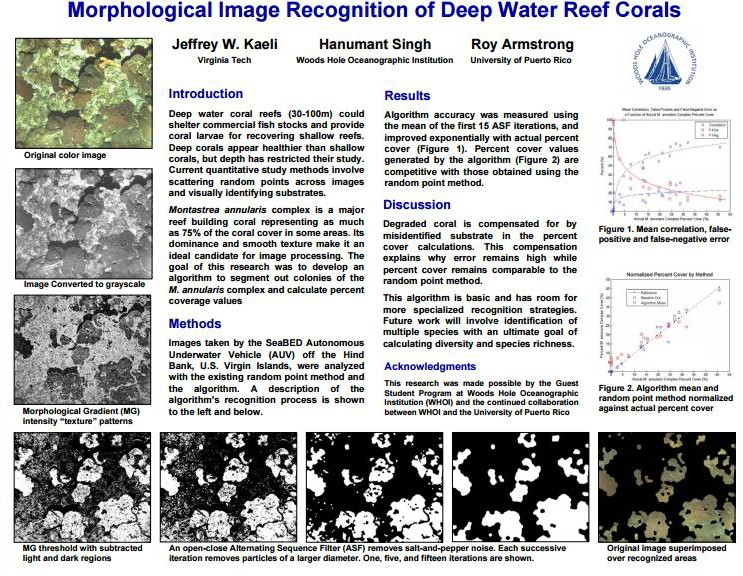 Morphological Image Recognition of Deep Water Reef Corals
Jeffrey W. Kaeli
Virginia Tech
Hanumant Singh
Woods Hole Oceanographic Institution
Roy Armstrong
University of Puerto Rico
WOODS HOLE OCEANOGRAPHIC INSTITUTION
1930
Original color image
Image Converted to grayscale
Morphological Gradient (MG)
intensity “texture” patterns
Introduction
Deep water coral reefs (30-100m) could
shelter commercial fish stocks and provide
coral larvae for recovering shallow reefs.
Deep corals appear healthier than shallow
corals, but depth has restricted their study.
Current quantitative study methods involve
scattering random points across images
and visually identifying substrates.
Montastrea annularis complex is a major
reef building coral representing as much
as 75% of the coral cover in some areas. Its
dominance and smooth texture make it an
ideal candidate for image processing. The
goal of this research was to develop an
algorithm to segment out colonies of the
M. annularis complex and calculate percent
coverage values
Methods
Images taken by the SeaBED Autonomous
Underwater Vehicle (AUV) off the Hind
Bank, U.S. Virgin Islands, were analyzed
with the existing random point method and
the algorithm. A description of the
algorithm's recognition process is shown
to the left and below.
Results
Algorithm accuracy was measured using
the mean of the first 15 ASF iterations, and
improved exponentially with actual percent
cover (Figure 1). Percent cover values
generated by the algorithm (Figure 2) are
competitive with those obtained using the
random point method.
Discussion
Degraded coral is compensated for by
misidentified substrate in the percent
cover calculations. This compensation
explains why error remains high while
percent cover remains comparable to the
random point method.
This algorithm is basic and has room for
more specialized recognition strategies.
Future work will involve identification of
multiple species with an ultimate goal of
calculating diversity and species richness.
Acknowledgments
This research was made possible by the Guest
Student Program at Woods Hole Oceanographic
Institution (WHOI) and the continued collaboration
between WHOI and the University of Puerto Rico
Mean Correlation, False-Positive and False-Negative Error as
a Function of Actual M. annularis Complex Percent Cover
Correlation
Actual M. annularis Complex Percent Cover (%)
Figure 1. Mean correlation, false-
positive and false-negative error
Normalized Percent Cover by Method
Reference
Random Dot
Algorithm Mean
Actual M. annularis Complex Percent Cover (%)
Figure 2. Algorithm mean and
random point method normalized
against actual percent cover
MG threshold with subtracted
light and dark regions
An open-close Alternating Sequence Filter (ASF) removes salt-and-pepper noise. Each successive
iteration removes particles of a larger diameter. One, five, and fifteen iterations are shown.
Original image superimposed
over recognized areas